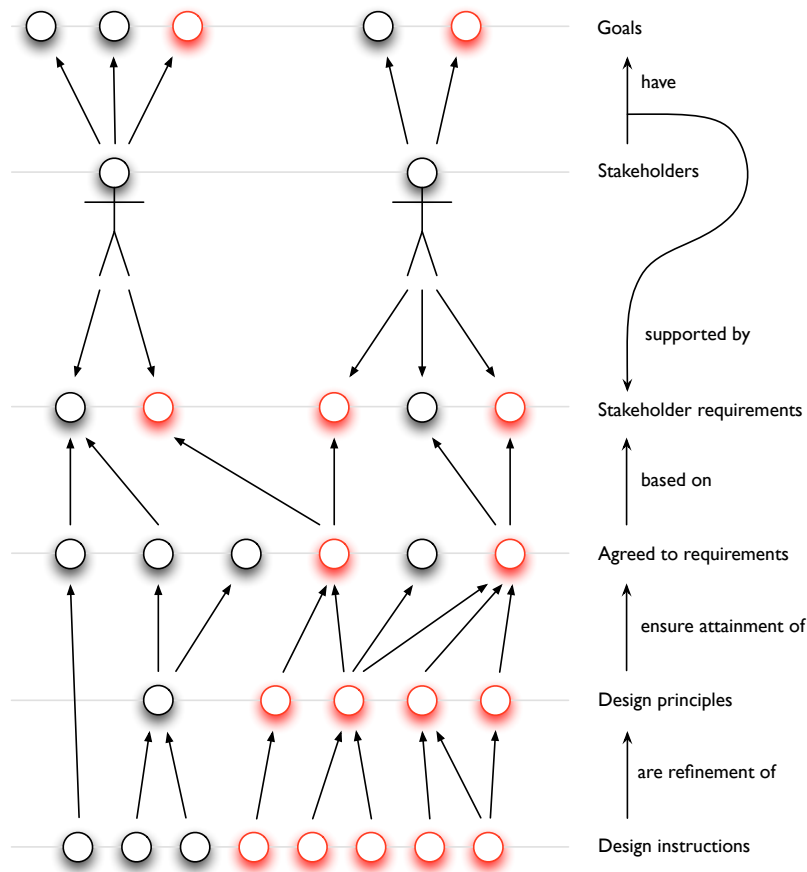 Goals
have
Stakeholders
supported by
Stakeholder requirements
based on
Agreed to requirements
ensure attainment of
Design principles
are refinement of
Design instructions